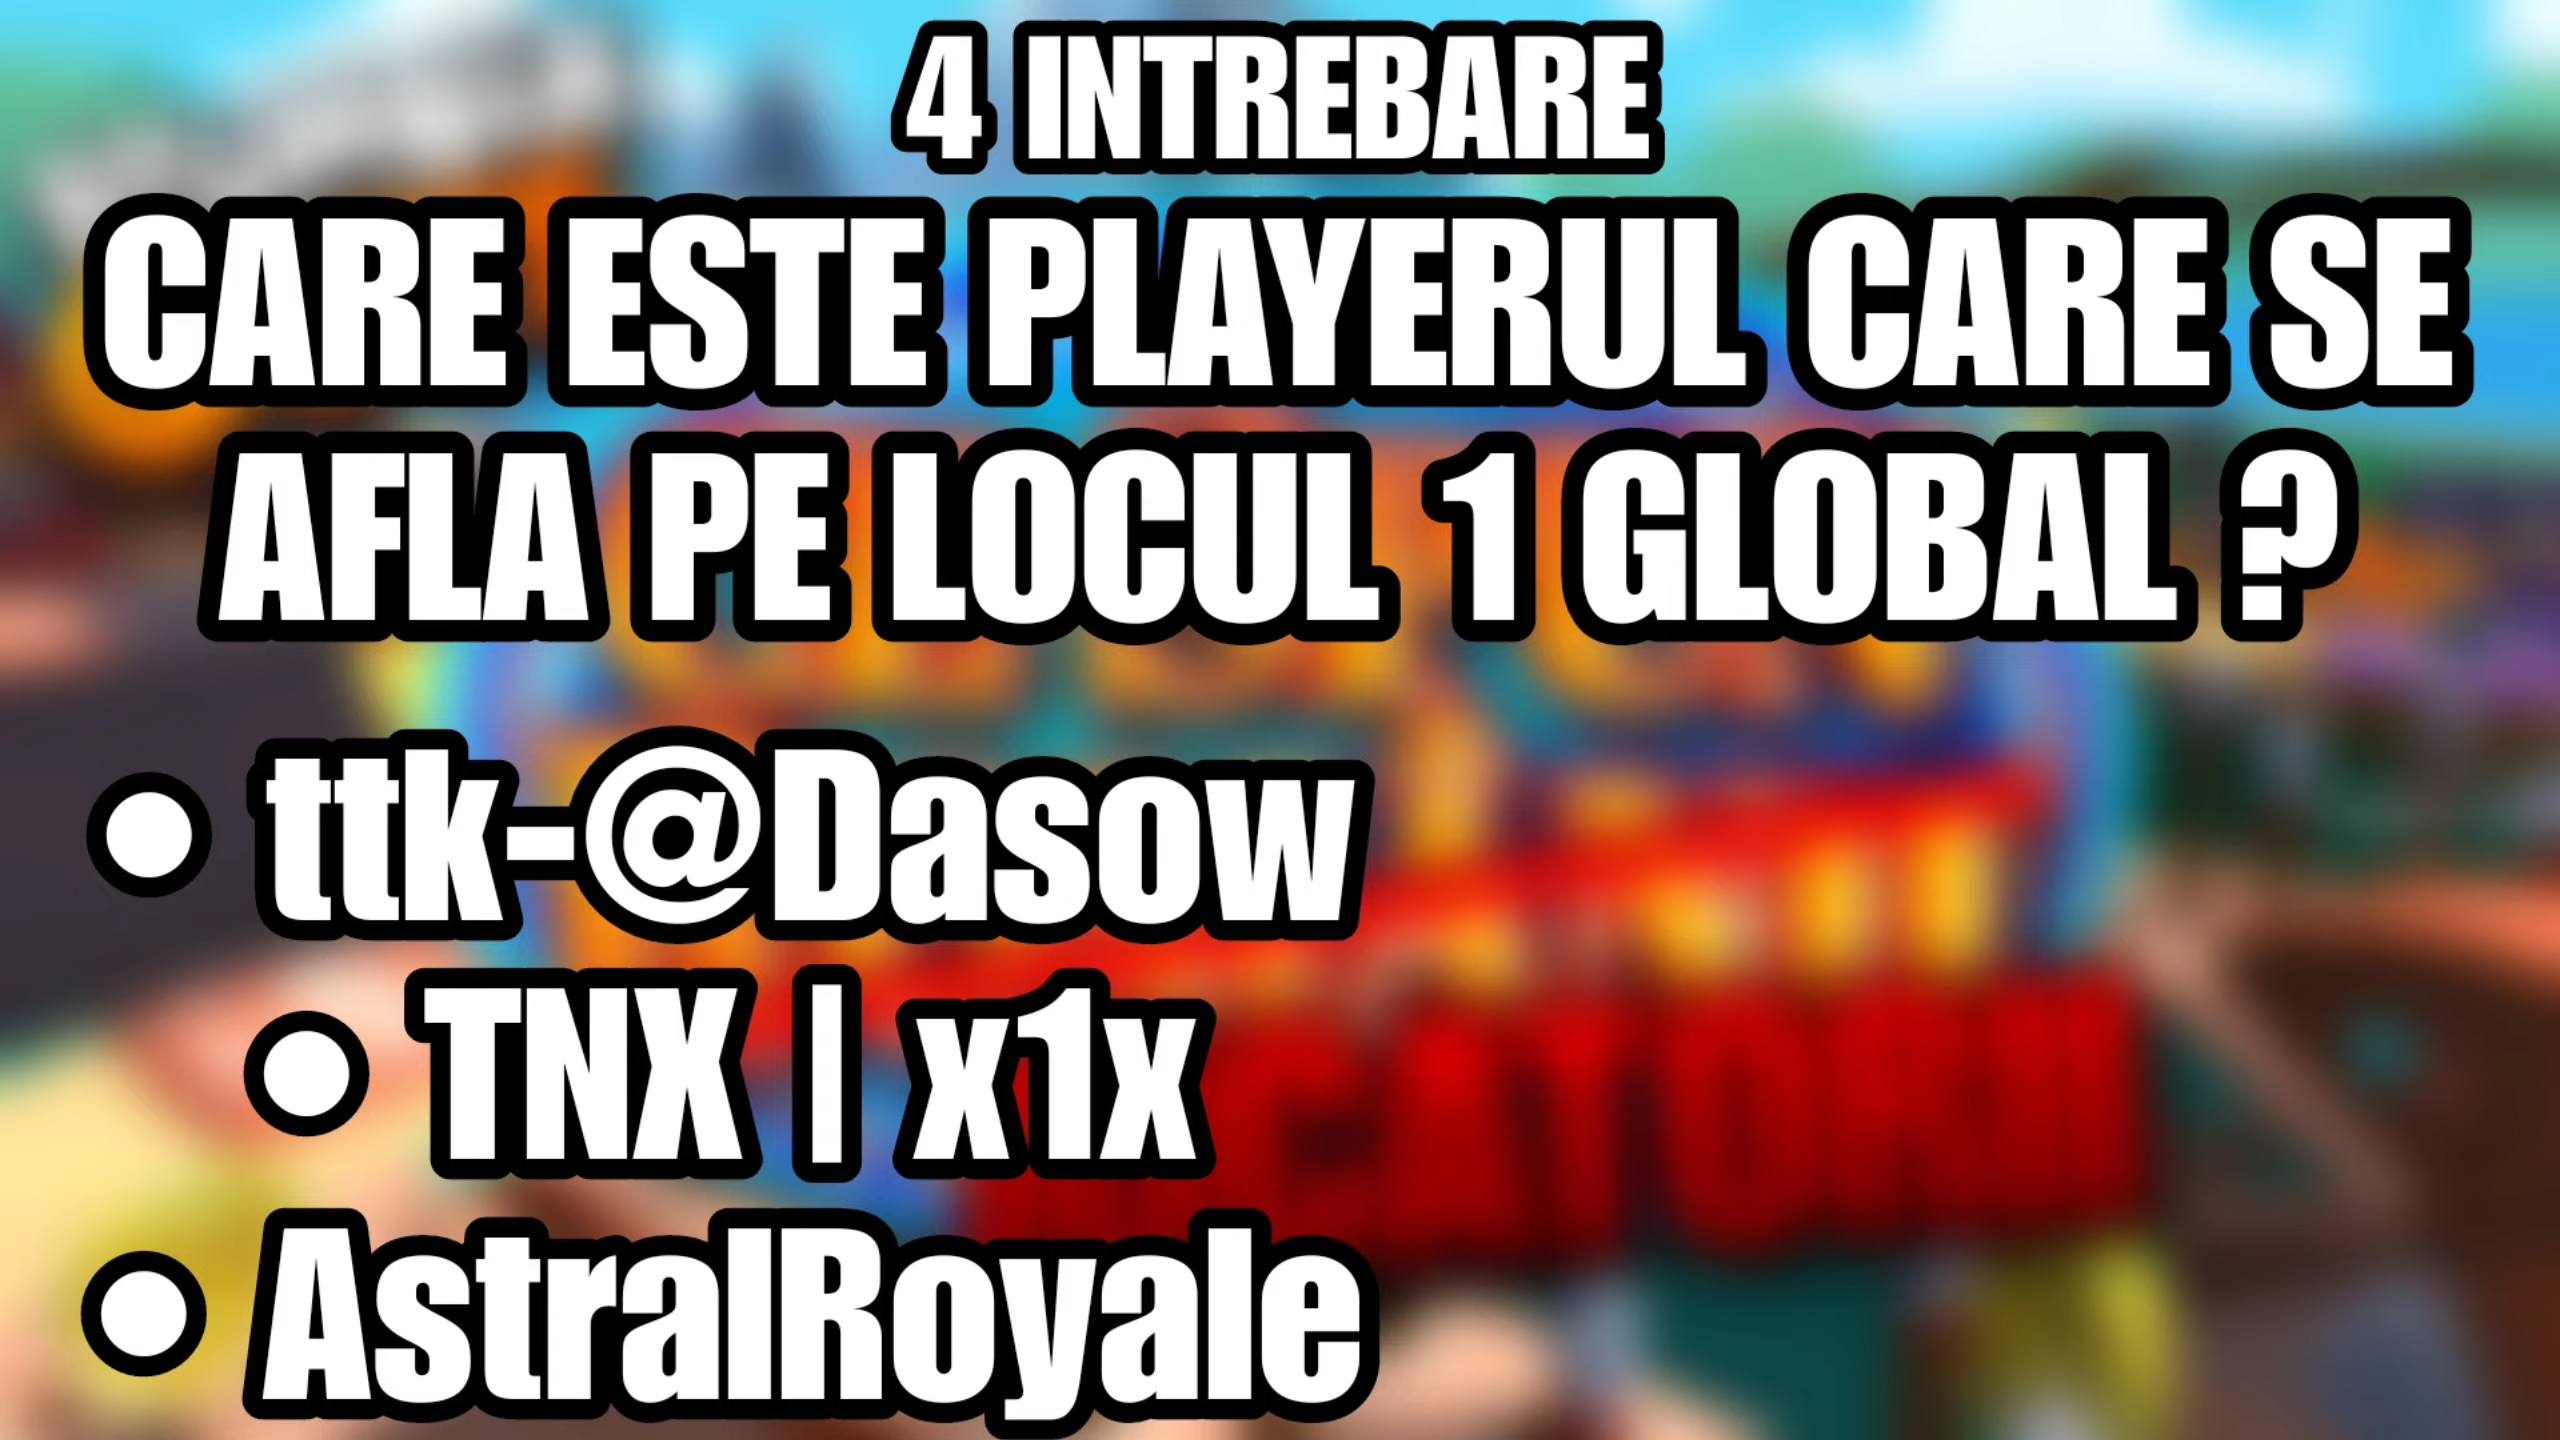 4 INTREBARE
CARE ESTE PLAYERUL CARE SE
AFLA PE LOCUL 1 GLOBAL ?
• ttk-@Dasow
• TNX | x1x
• AstralRoyale